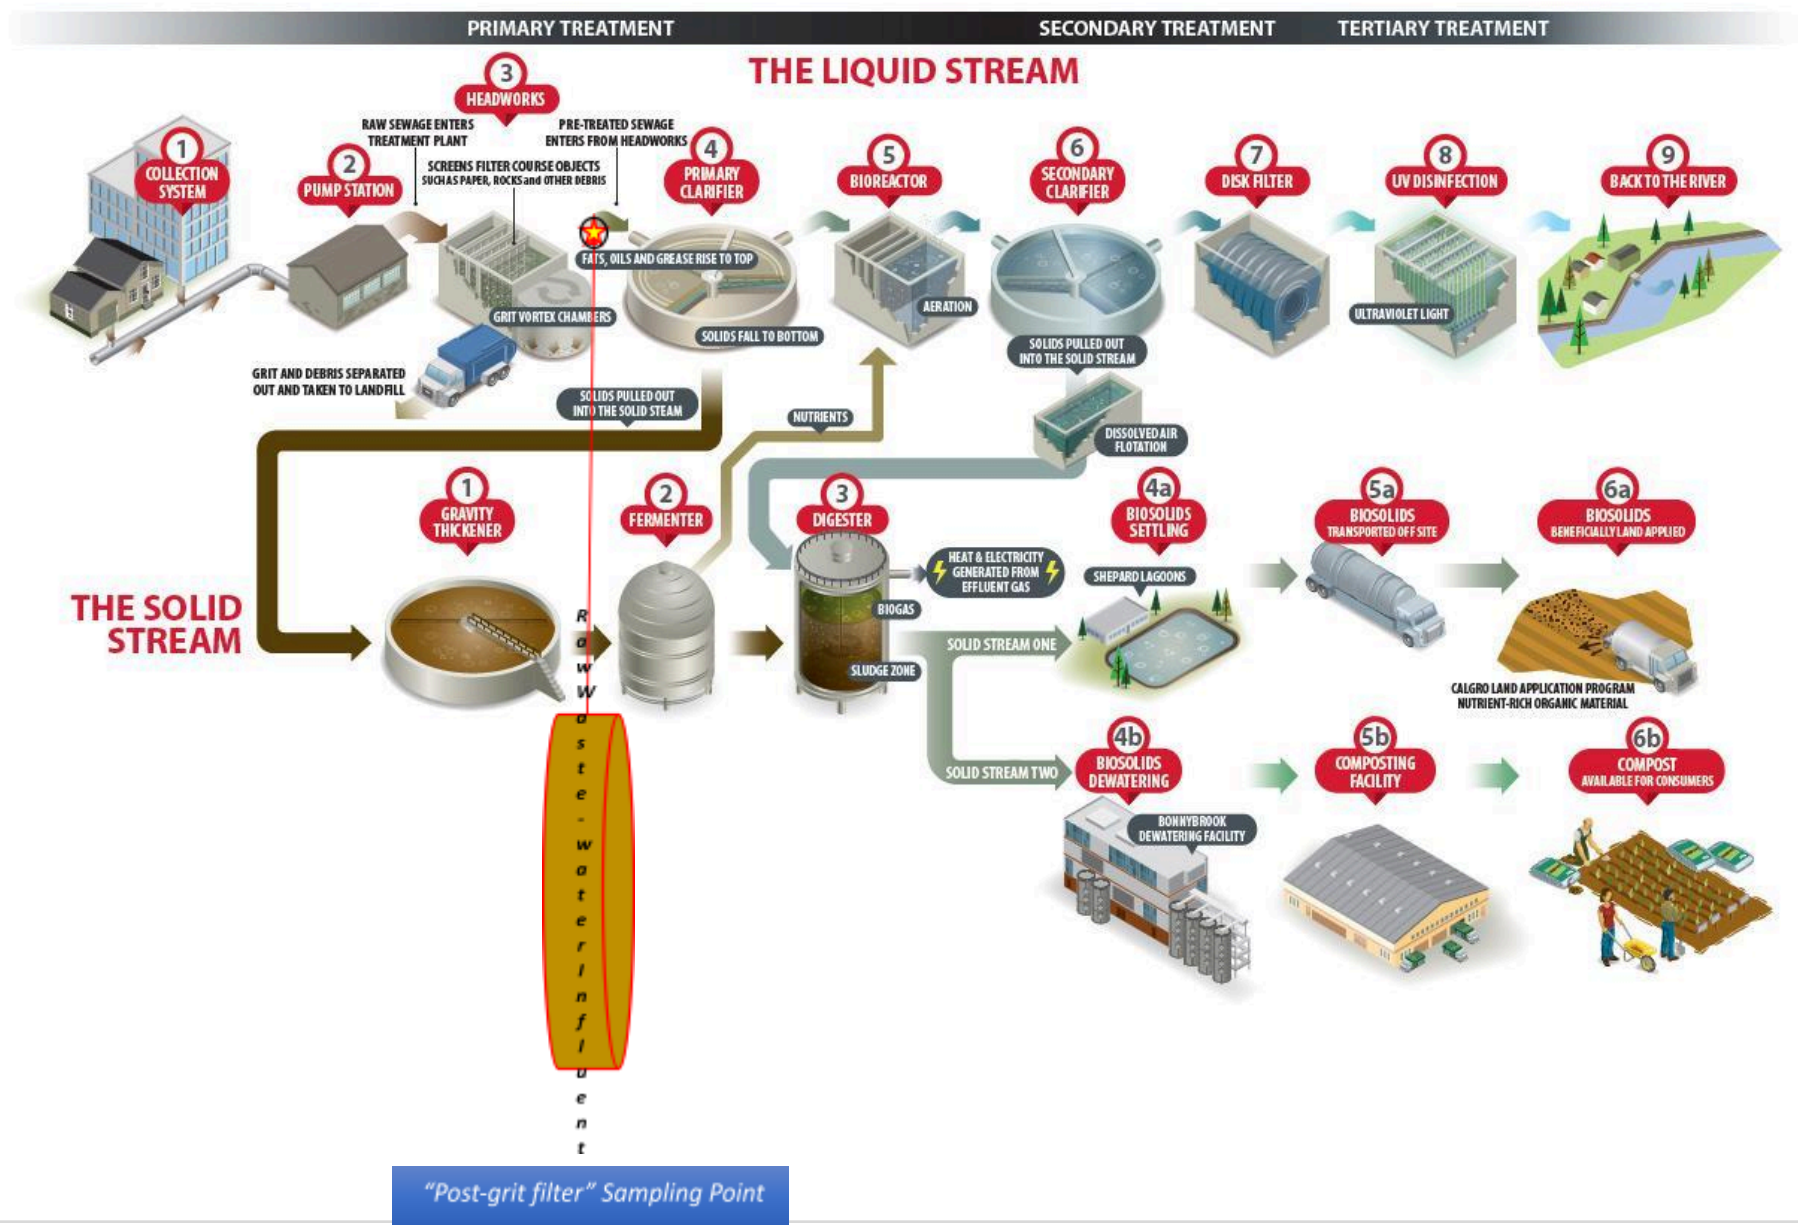 PRIMARY TREATMENT
SECONDARY TREATMENT
TERTIARY TREATMENT
THE LIQUID STREAM
1
COLLECTION
SYSTEM
2
PUMP STATION
3
HEADWORKS
RAW SEWAGE ENTERS
TREATMENT PLANT
SCREENS FILTER COURSE OBJECTS
SUCH AS PAPER, ROCKS and OTHER DEBRIS
PRE-TREATED SEWAGE
ENTERS FROM HEADWORKS
GRIT VORTEX CHAMBERS
GRIT AND DEBRIS SEPARATED
OUT AND TAKEN TO LANDFILL
4
PRIMARY
CLARIFIER
FATS, OILS AND GREASE RISE TO TOP
SOLIDS FALL TO BOTTOM
SOLIDS PULLED OUT
INTO THE SOLID STEAM
5
BIOREACTOR
AERATION
NUTRIENTS
6
SECONDARY
CLARIFIER
SOLIDS PULLED OUT
INTO THE SOLID STREAM
DISSOLVED AIR
FLOTATION
7
DISK FILTER
8
UV DISINFECTION
ULTRAVIOLET LIGHT
9
BACK TO THE RIVER
THE SOLID
STREAM
1
GRAVITY
THICKENER
2
FERMENTER
3
DIGESTER
BIOGAS
SLUDGE ZONE
HEAT & ELECTRICITY
GENERATED FROM
EFFLUENT GAS
SOLID STREAM ONE
SOLID STREAM TWO
4a
BIOSOLIDS
SETTLING
SHEPARD LAGOONS
5a
BIOSOLIDS
TRANSPORTED OFF SITE
6a
BIOSOLIDS
BENEFICIALLY LAND APPLIED
CALGRO LAND APPLICATION PROGRAM
NUTRIENT-RICH ORGANIC MATERIAL
4b
BIOSOLIDS
DEWATERING
BONNYBROOK
DEWATERING FACILITY
5b
COMPOSTING
FACILITY
6b
COMPOST
AVAILABLE FOR CONSUMERS
Raw Waste-water Influent
“Post-grit filter” Sampling Point